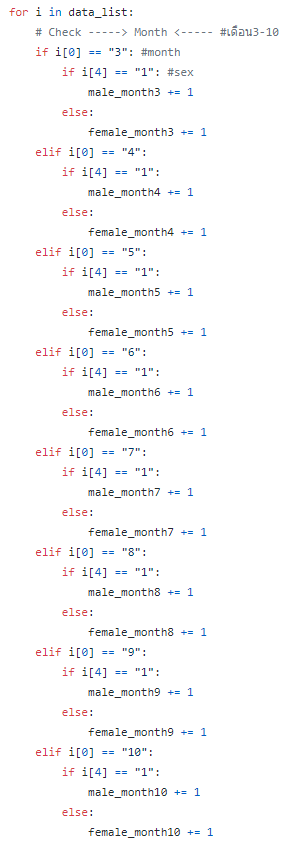 for i in data_list:
    # Check -----> Month <----- #เดือน3-10
    if i[0] == "3": #month
        if i[4] == "1": #sex
            male_month3 += 1
        else:
            female_month3 += 1
    elif i[0] == "4":
        if i[4] == "1":
            male_month4 += 1
        else:
            female_month4 += 1
    elif i[0] == "5":
        if i[4] == "1":
            male_month5 += 1
        else:
            female_month5 += 1
    elif i[0] == "6":
        if i[4] == "1":
            male_month6 += 1
        else:
            female_month6 += 1
    elif i[0] == "7":
        if i[4] == "1":
            male_month7 += 1
        else:
            female_month7 += 1
    elif i[0] == "8":
        if i[4] == "1":
            male_month8 += 1
        else:
            female_month8 += 1
    elif i[0] == "9":
        if i[4] == "1":
            male_month9 += 1
        else:
            female_month9 += 1
    elif i[0] == "10":
        if i[4] == "1":
            male_month10 += 1
        else:
            female_month10 += 1